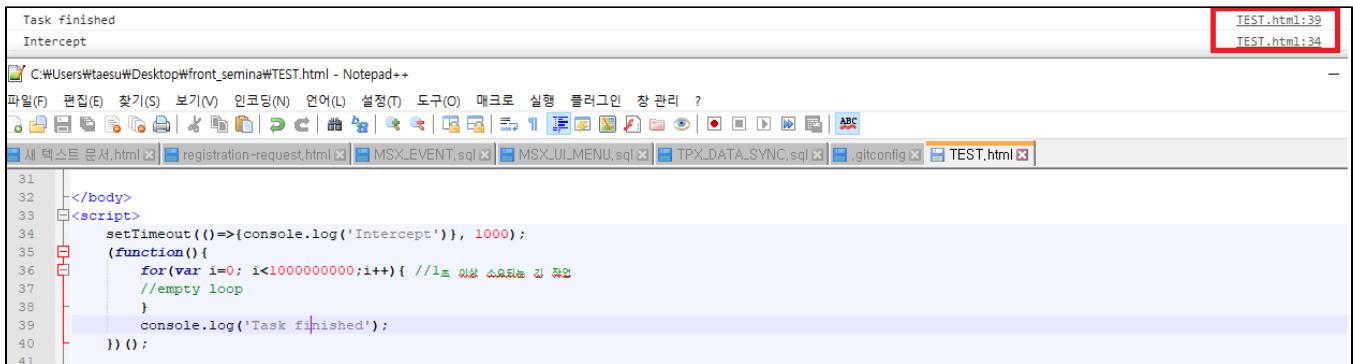 Task finished TEST.html:39
Intercept TEST.html:34
C:₩Users₩taesu₩Desktop₩front_semina₩TEST.html - Notepad++
파일(F) 편집(E) 찾기(S) 보기(V) 인코딩(N) 언어(L) 설정(T) 도구(O) 매크로 실행 플러그인 창 관리 ?
ABC
새 텍스트 문서.html registration-request.html MSX_EVENT.sql MSX_UI_MENU.sql TPX_DATA_SYNC.sql .gitconfig TEST.html
31
32 </body>
33 <script>
34 setTimeout(()=>{console.log('Intercept')}, 1000);
35 (function(){
36 for(var i=0; i<1000000000;i++){ //1초 이상 소요되는 긴 작업
37 //empty loop
38 }
39 console.log('Task finished');
40 })();
41